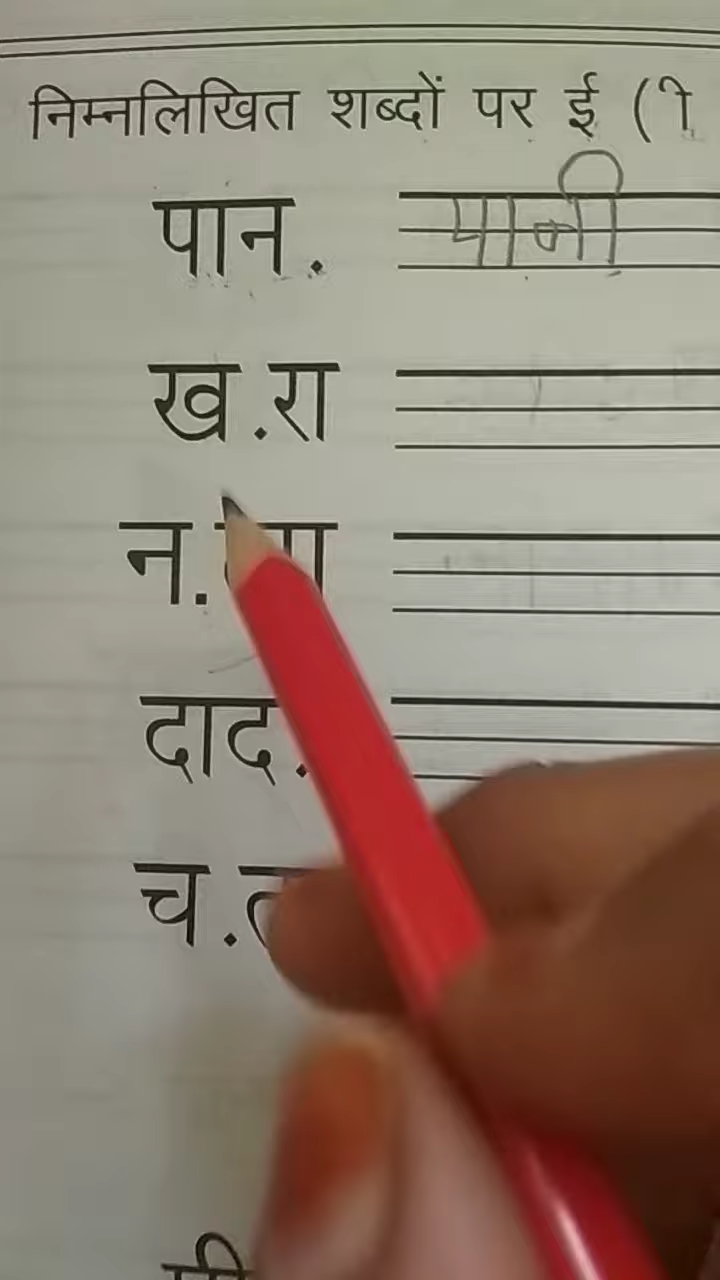 निम्नलिखित शब्दों पर ई (ी
पान. पानी
ख.रा
दाद.